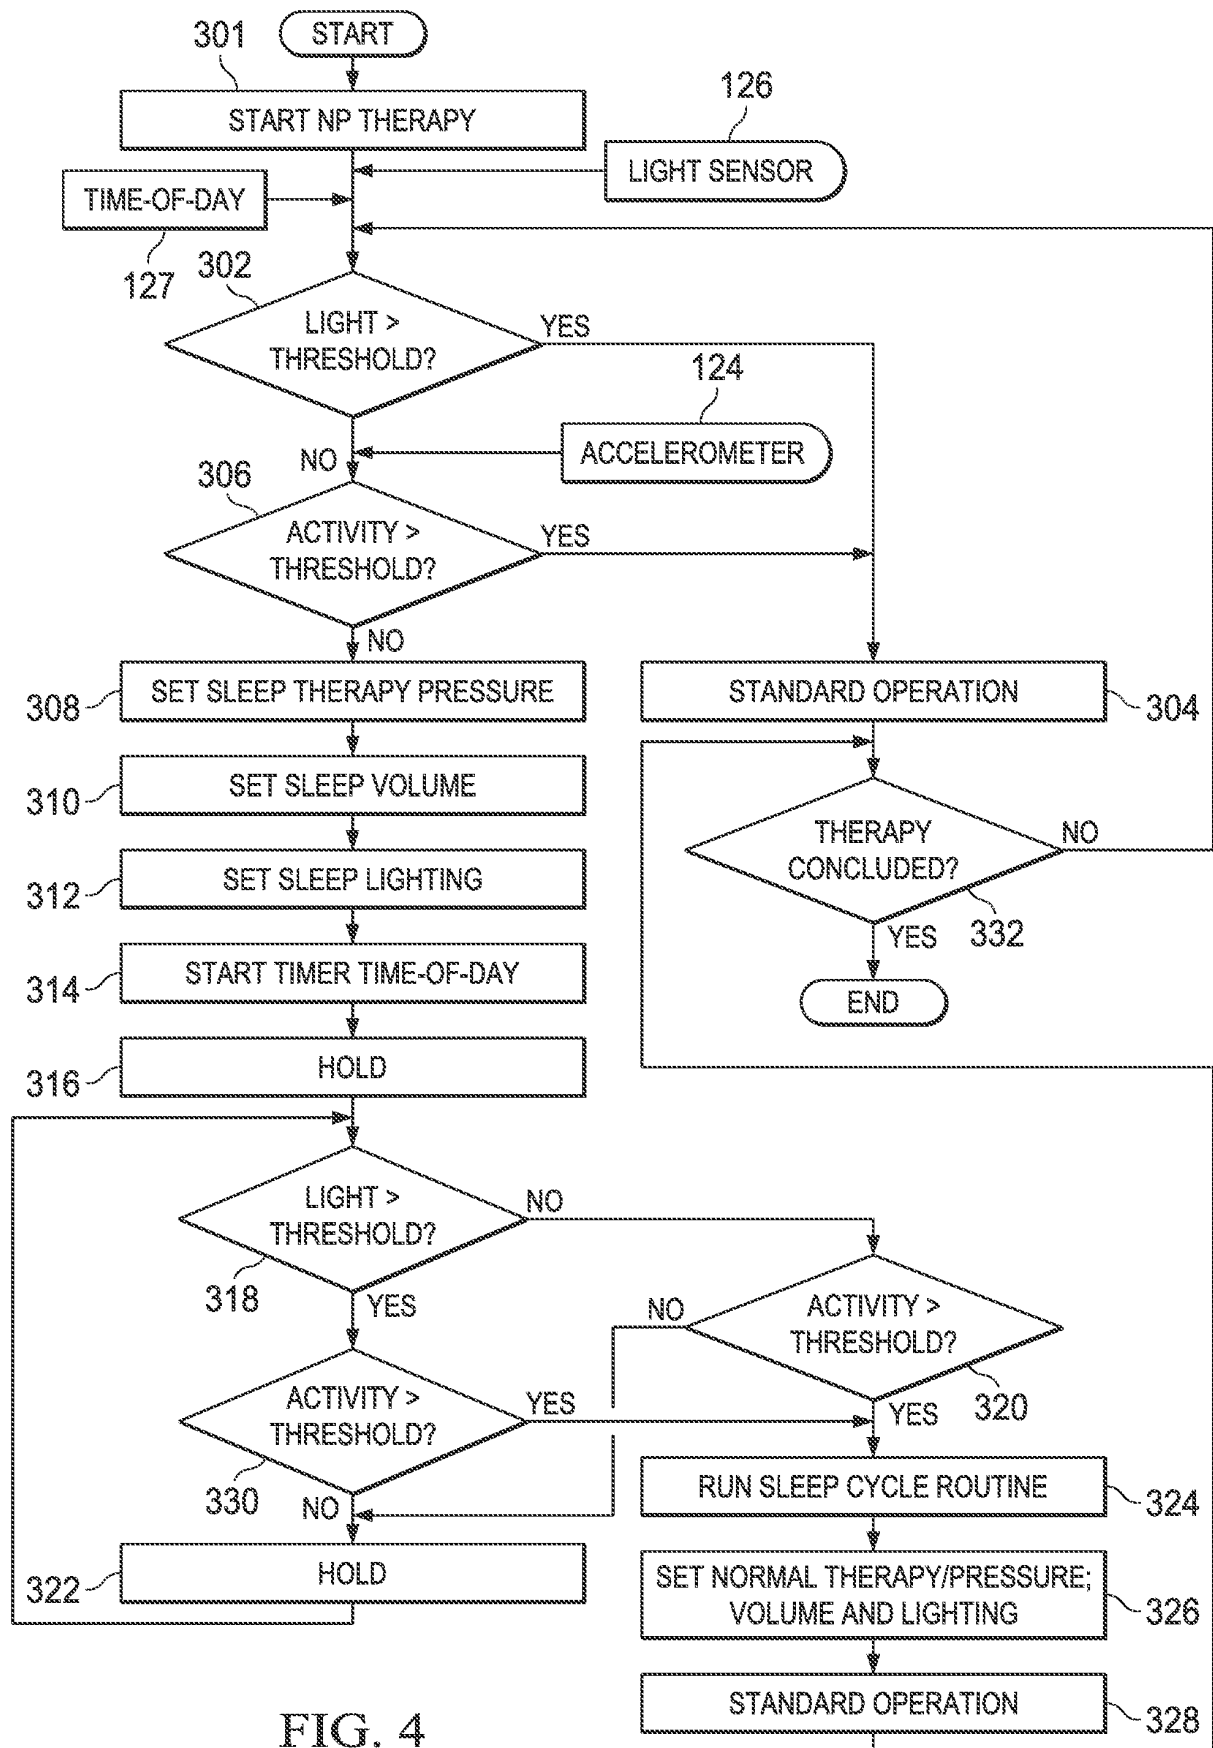 START
301
START NP THERAPY
126
LIGHT SENSOR
TIME-OF-DAY
127
302
LIGHT >
THRESHOLD?
YES
124
ACCELEROMETER
NO
306
ACTIVITY >
THRESHOLD?
YES
NO
308
SET SLEEP THERAPY PRESSURE
STANDARD OPERATION
304
310
SET SLEEP VOLUME
THERAPY
CONCLUDED?
NO
332
YES
END
312
SET SLEEP LIGHTING
314
START TIMER TIME-OF-DAY
316
HOLD
LIGHT >
THRESHOLD?
NO
318
YES
ACTIVITY >
THRESHOLD?
NO
320
YES
ACTIVITY >
THRESHOLD?
YES
330
NO
322
HOLD
RUN SLEEP CYCLE ROUTINE
324
SET NORMAL THERAPY/PRESSURE;
VOLUME AND LIGHTING
326
STANDARD OPERATION
328
FIG. 4